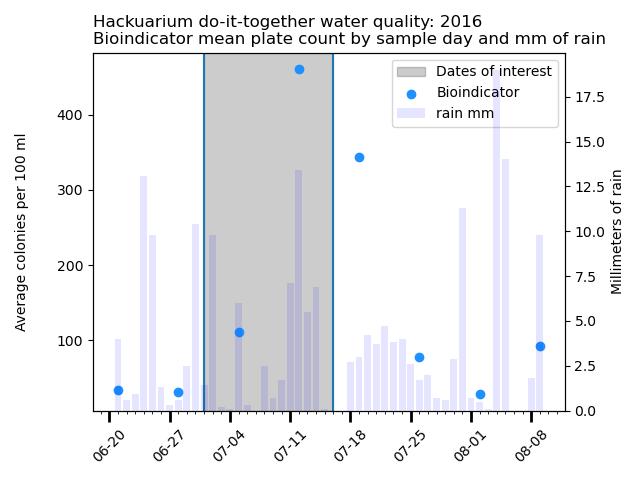 Hackuarium do-it-together water quality: 2016
Bioindicator mean plate count by sample day and mm of rain
Dates of interest
Bioindicator
rain mm
Average colonies per 100 ml
400
300
200
100
17.5
15.0
12.5
10.0
7.5
5.0
2.5
0.0
Millimeters of rain
06-20
06-27
07-04
07-11
07-18
07-25
08-01
08-08